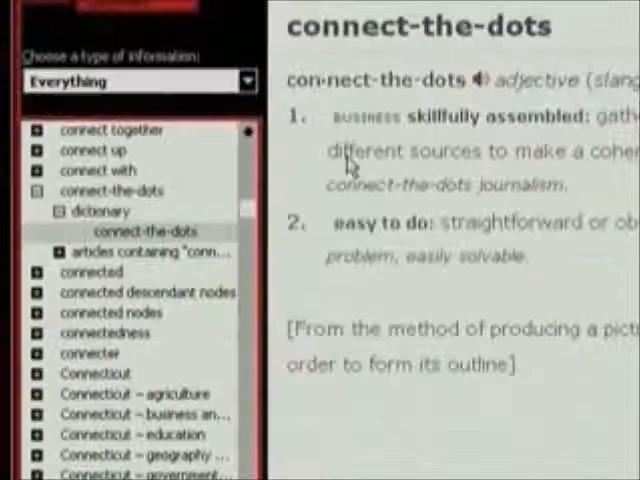 Choose a type of information:
Everything
connect together
connect up
connect with
connect-the-dots
dictionary
connect-the-dots
articles containing "conn...
connected
connected descendant nodes
connected nodes
connectedness
connecter
Connecticut
Connecticut - agriculture
Connecticut - business an...
Connecticut - education
Connecticut - geography ...
Connecticut - government...
connect-the-dots
con·nect-the-dots adjective (slang
1. BUSINESS skillfully assembled: gath
different sources to make a coher
connect-the-dots journalism.
2. easy to do: straightforward or ob
problem, easily solvable.
[From the method of producing a pictu
order to form its outline]